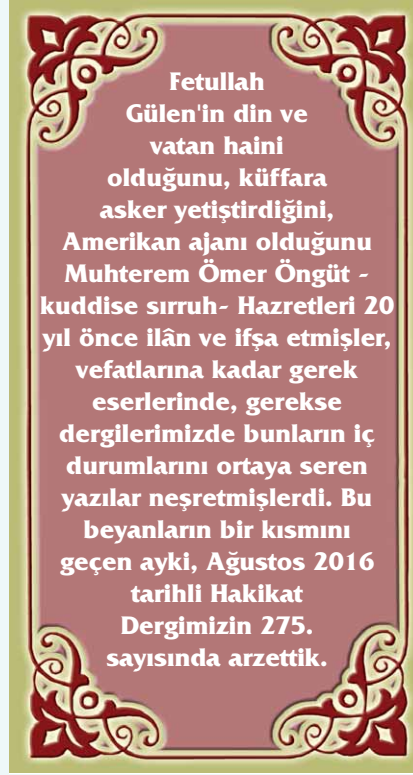 Fetullah
Gülen'in din ve
vatan haini
olduğunu, küffara
asker yetiştirdiğini,
Amerikan ajanı olduğunu
Muhterem Ömer Öngüt -
kuddise sırruh- Hazretleri 20
yıl önce ilân ve ifşa etmişler,
vefatlarına kadar gerek
eserlerinde, gerekse
dergilerimizde bunların iç
durumlarını ortaya seren
yazılar neşretmişlerdi. Bu
beyanların bir kısmını
geçen ayki, Ağustos 2016
tarihli Hakikat
Dergimizin 275.
sayısında arzettik.